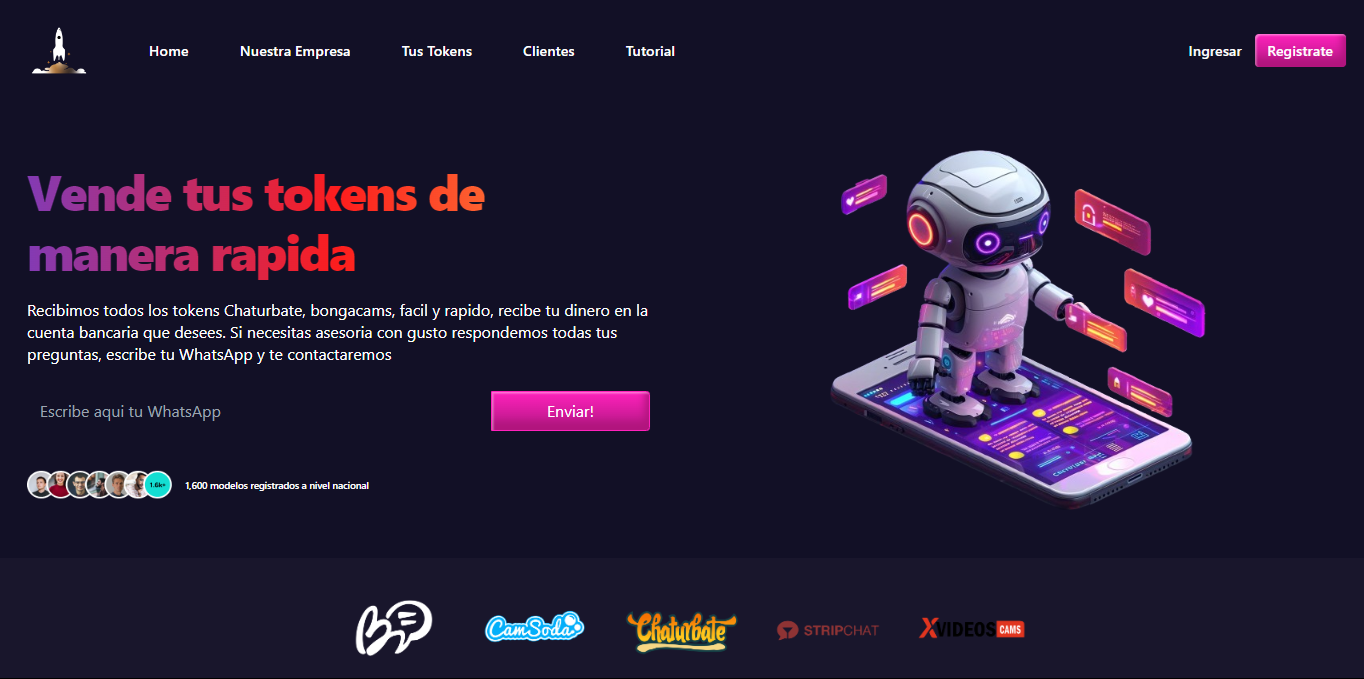 Home
Nuestra Empresa
Tus Tokens
Clientes
Tutorial
Ingresar
Registrate
Vende tus tokens de
manera rapida
Recibimos todos los tokens Chaturbate, bongacams, facil y rapido, recibe tu dinero en la
cuenta bancaria que desees. Si necesitas asesoria con gusto respondemos todas tus
preguntas, escribe tu WhatsApp y te contactaremos
Escribe aqui tu WhatsApp
Enviar!
1.6k+
1,600 modelos registrados a nivel nacional
CamSoda
Chaturbate
STRIPCHAT
XVIDEOS CAMS